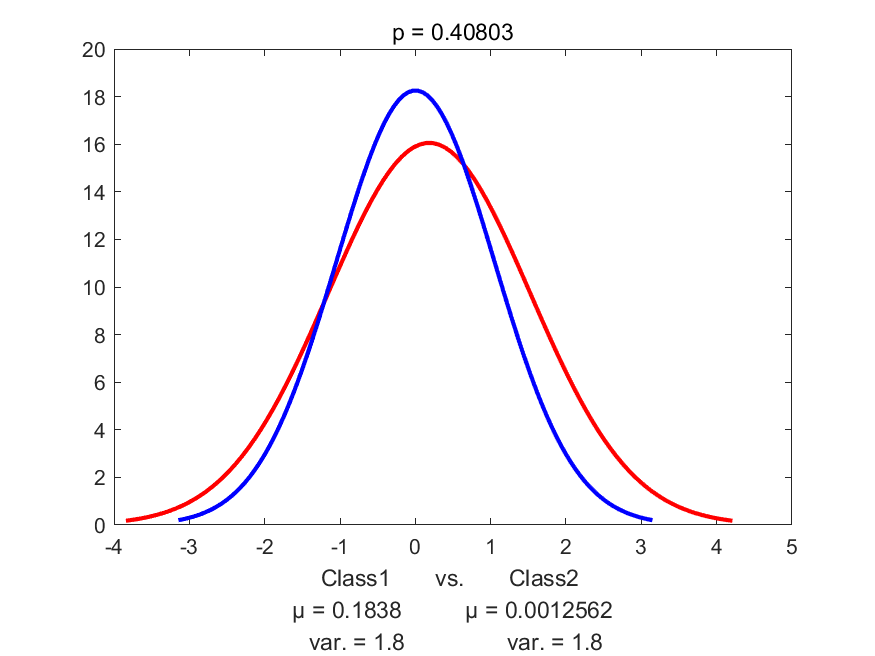 p = 0.40803
20
18
16
14
12
10
8
6
4
2
0
-4 -3 -2 -1 0 1 2 3 4 5
Class1 vs. Class2
μ = 0.1838 μ = 0.0012562
var. = 1.8 var. = 1.8